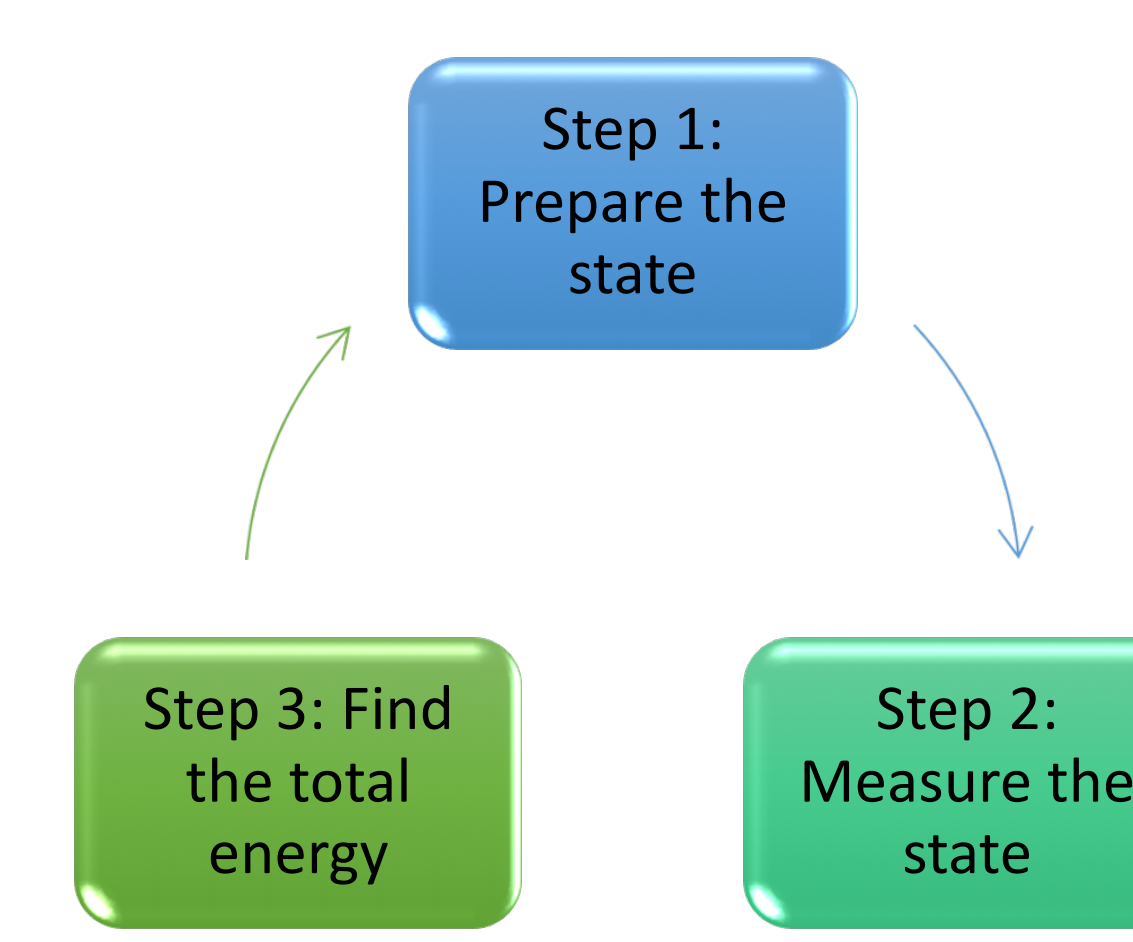 Step 1:
Prepare the
state
Step 2:
Measure the
state
Step 3: Find
the total
energy